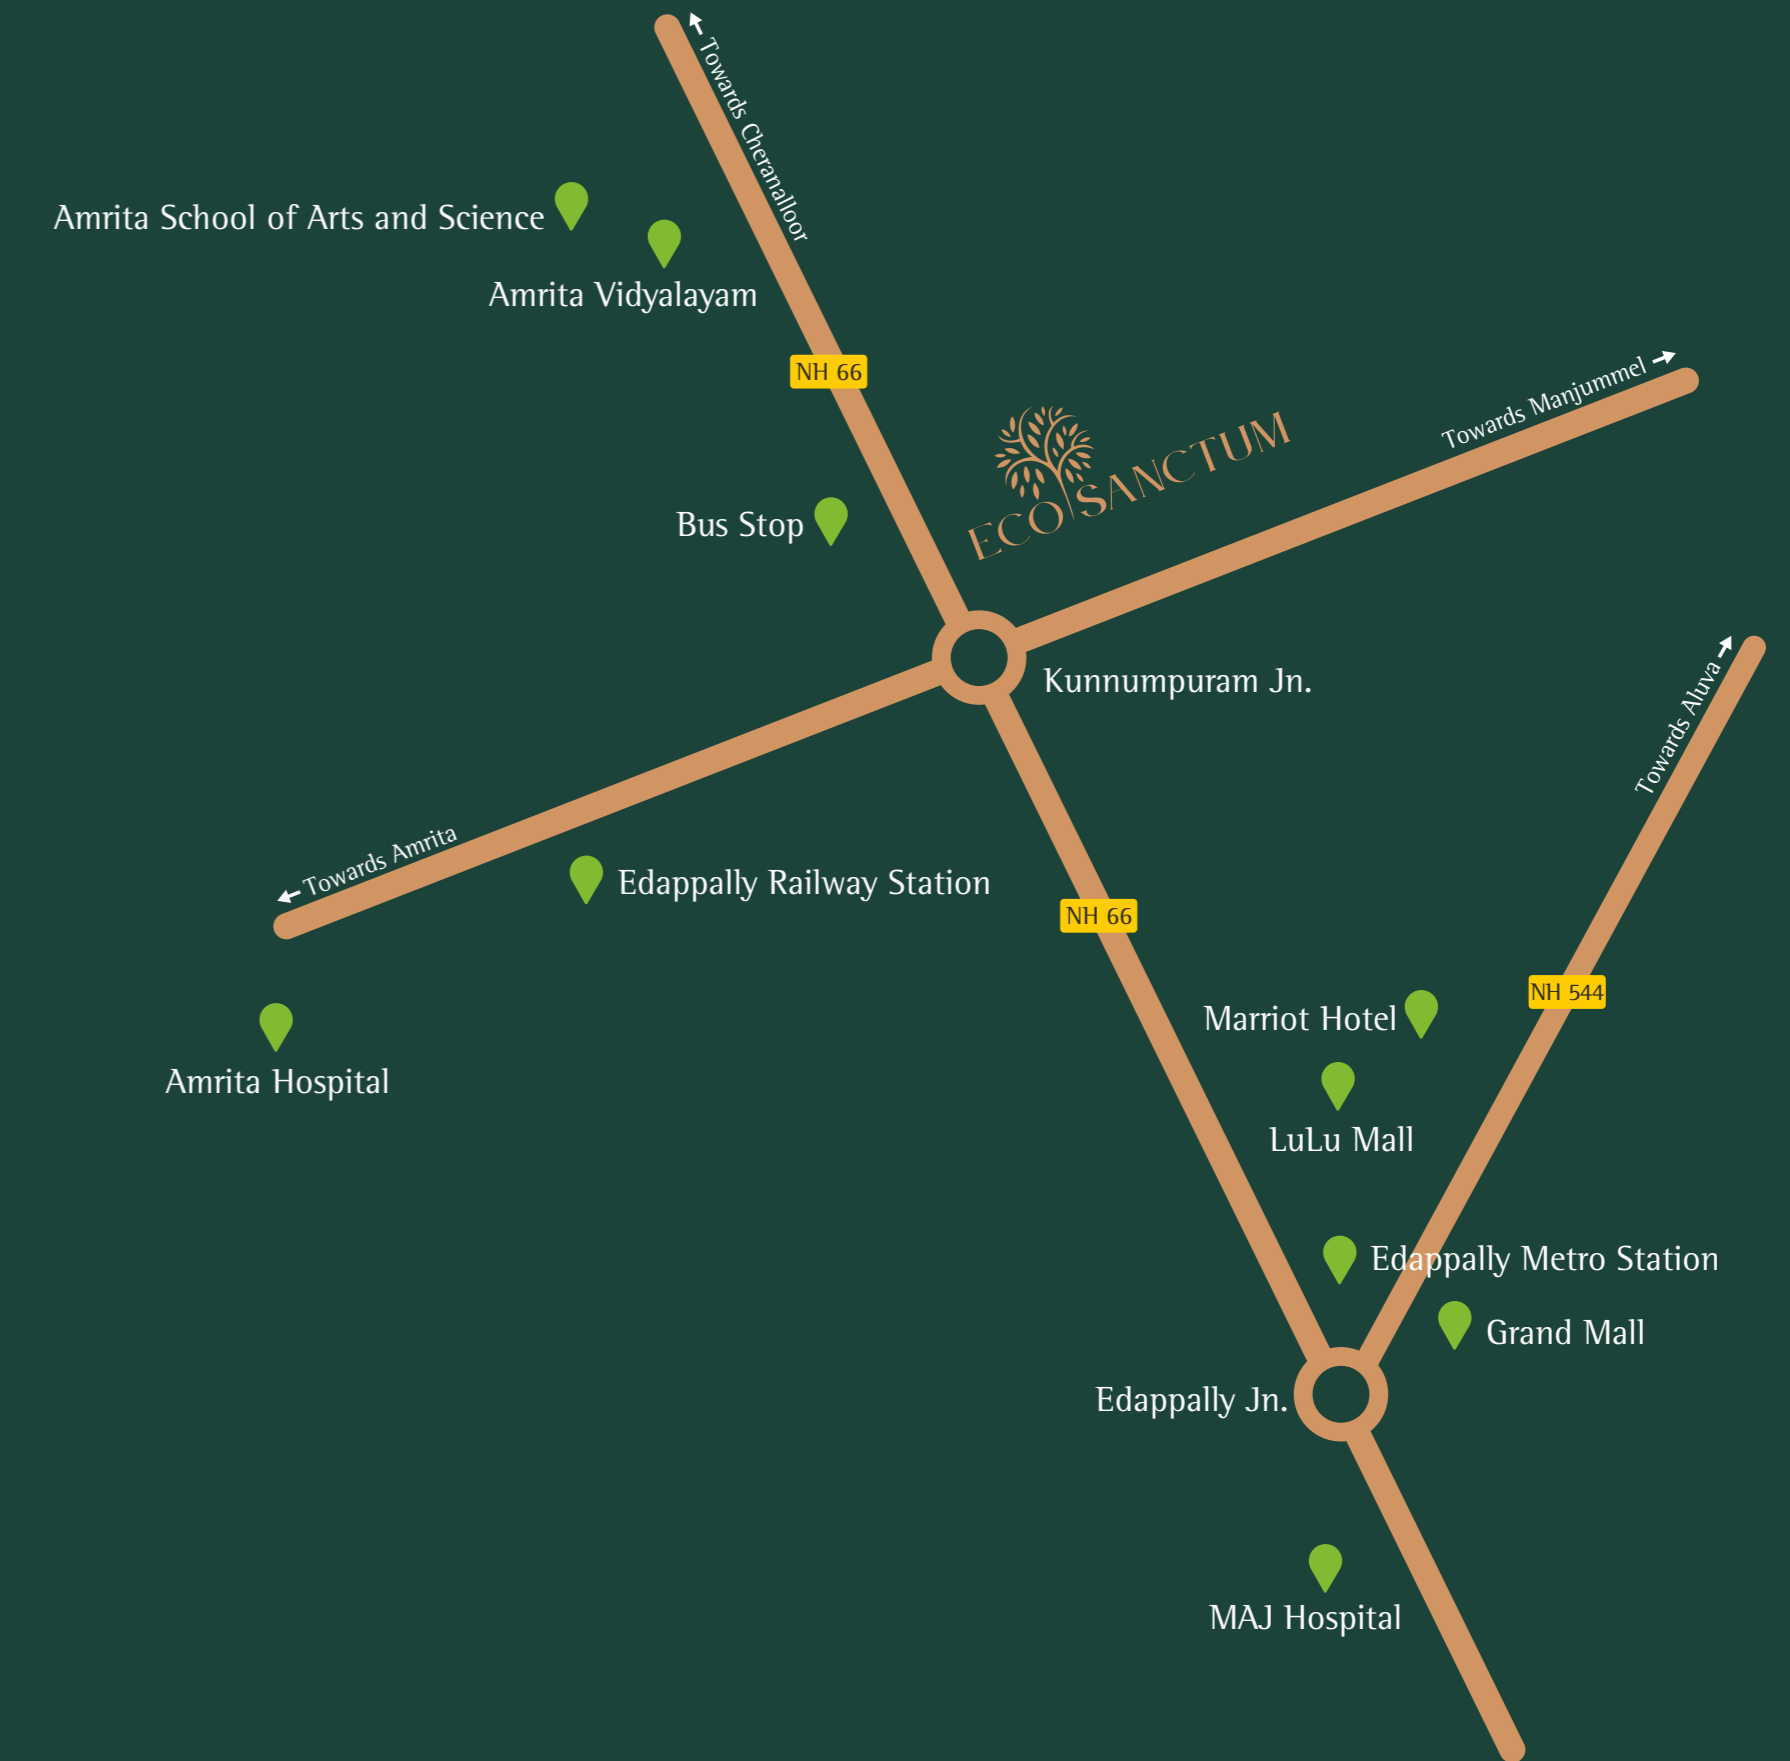 Towards Cheranalloor
Amrita School of Arts and Science
Amrita Vidyalayam
NH 66
Towards Manjummel
ECO SANCTUM
Bus Stop
Kunnumpuram Jn.
Towards Aluva
Towards Amrita
Edappally Railway Station
NH 66
NH 544
Marriot Hotel
Amrita Hospital
LuLu Mall
Edappally Metro Station
Grand Mall
Edappally Jn.
MAJ Hospital